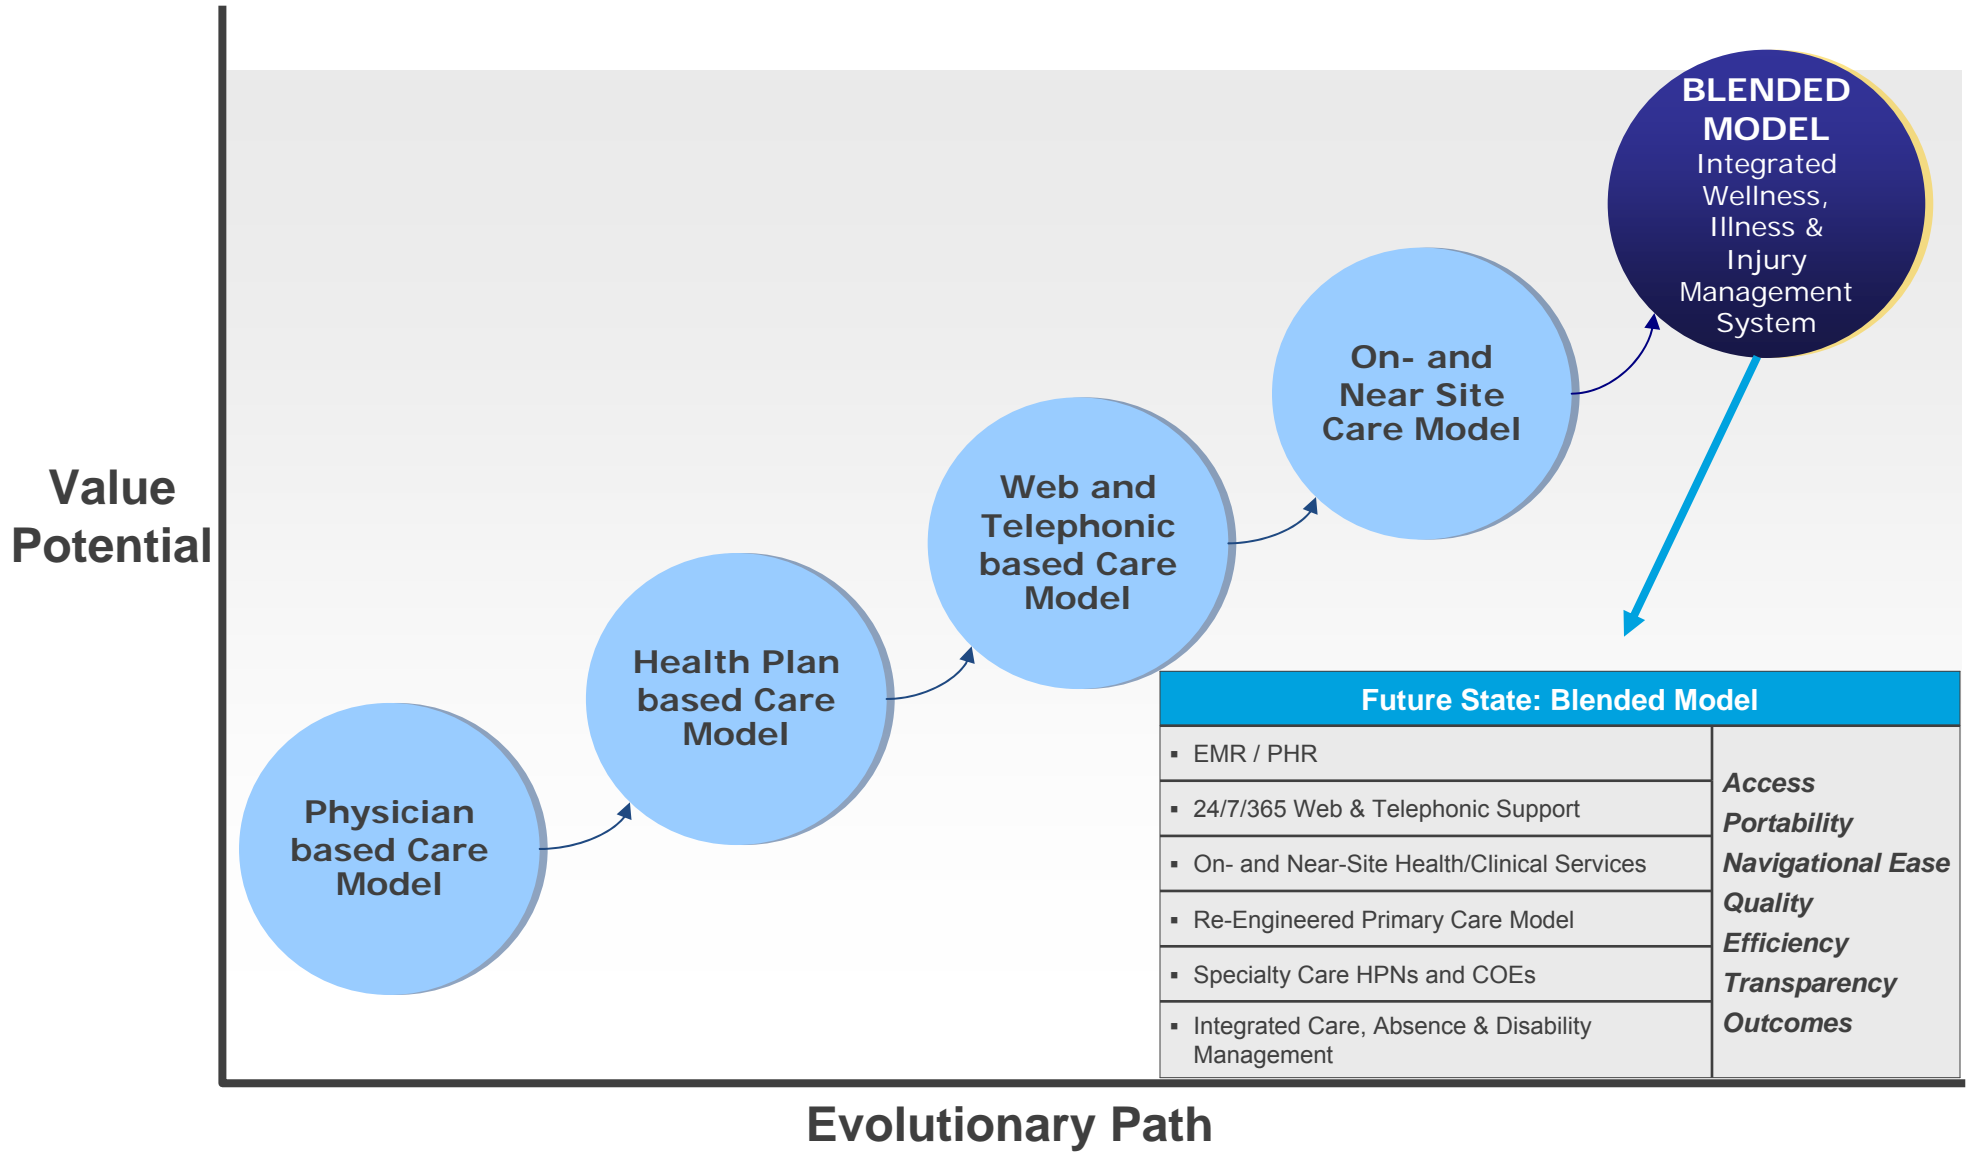 BLENDED
MODEL
Integrated
Wellness,
Illness &
Injury
Management
System
On- and
Near Site
Care Model
Web and
Telephonic
based Care
Model
Health Plan
based Care
Model
Physician
based Care
Model
Value
Potential
Future State: Blended Model
▪ EMR / PHR
▪ 24/7/365 Web & Telephonic Support
▪ On- and Near-Site Health/Clinical Services
▪ Re-Engineered Primary Care Model
▪ Specialty Care HPNs and COEs
▪ Integrated Care, Absence & Disability
Management
Access
Portability
Navigational Ease
Quality
Efficiency
Transparency
Outcomes
Evolutionary Path